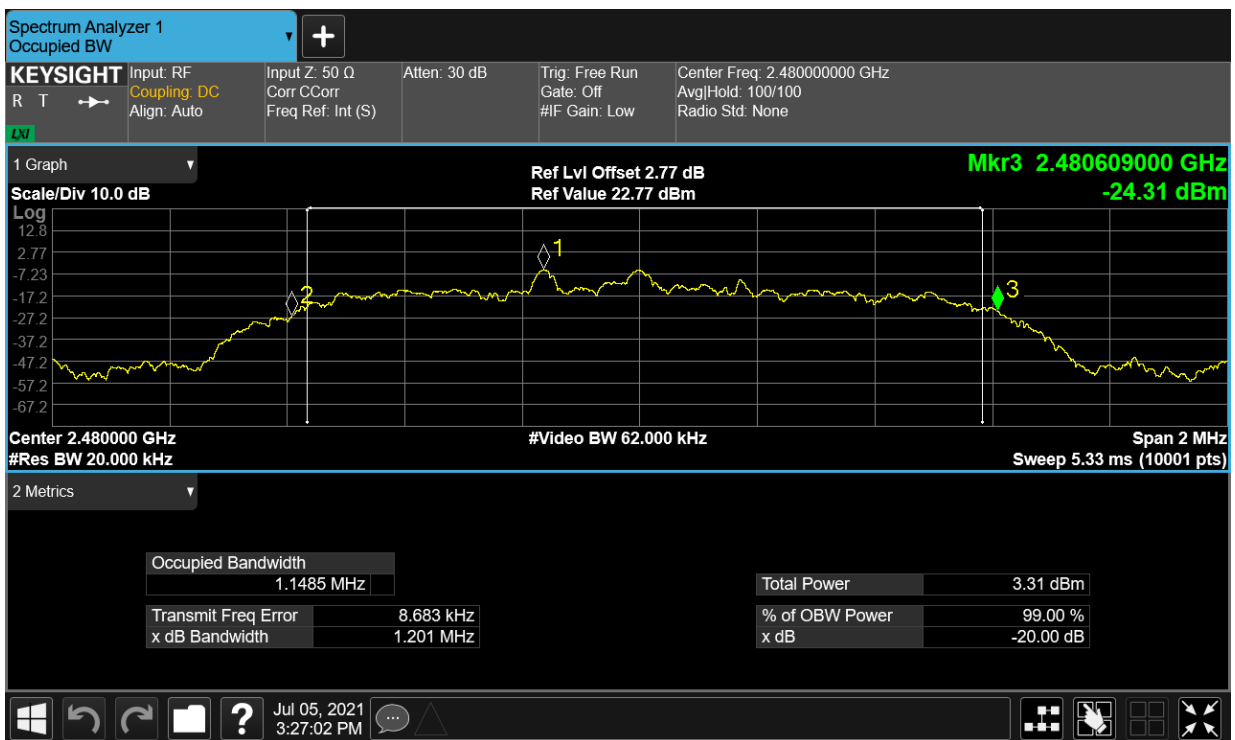 Spectrum Analyzer 1
Occupied BW
▼
+
KEYSIGHT
R T
LXI
Input: RF
Coupling: DC
Align: Auto
Input Z: 50 Ω
Corr CCorr
Freq Ref: Int (S)
Atten: 30 dB
Trig: Free Run
Gate: Off
#IF Gain: Low
Center Freq: 2.480000000 GHz
Avg|Hold: 100/100
Radio Std: None
1 Graph ▼
Scale/Div 10.0 dB
Ref Lvl Offset 2.77 dB
Ref Value 22.77 dBm
Mkr3 2.480609000 GHz
-24.31 dBm
Log
12.8
2.77
-7.23
-17.2
-27.2
-37.2
-47.2
-57.2
-67.2
1
2
3
Center 2.480000 GHz
#Video BW 62.000 kHz
Span 2 MHz
#Res BW 20.000 kHz
Sweep 5.33 ms (10001 pts)
2 Metrics ▼
Occupied Bandwidth
1.1485 MHz
Total Power 3.31 dBm
Transmit Freq Error 8.683 kHz
% of OBW Power 99.00 %
x dB Bandwidth 1.201 MHz
x dB -20.00 dB
?
Jul 05, 2021
3:27:02 PM